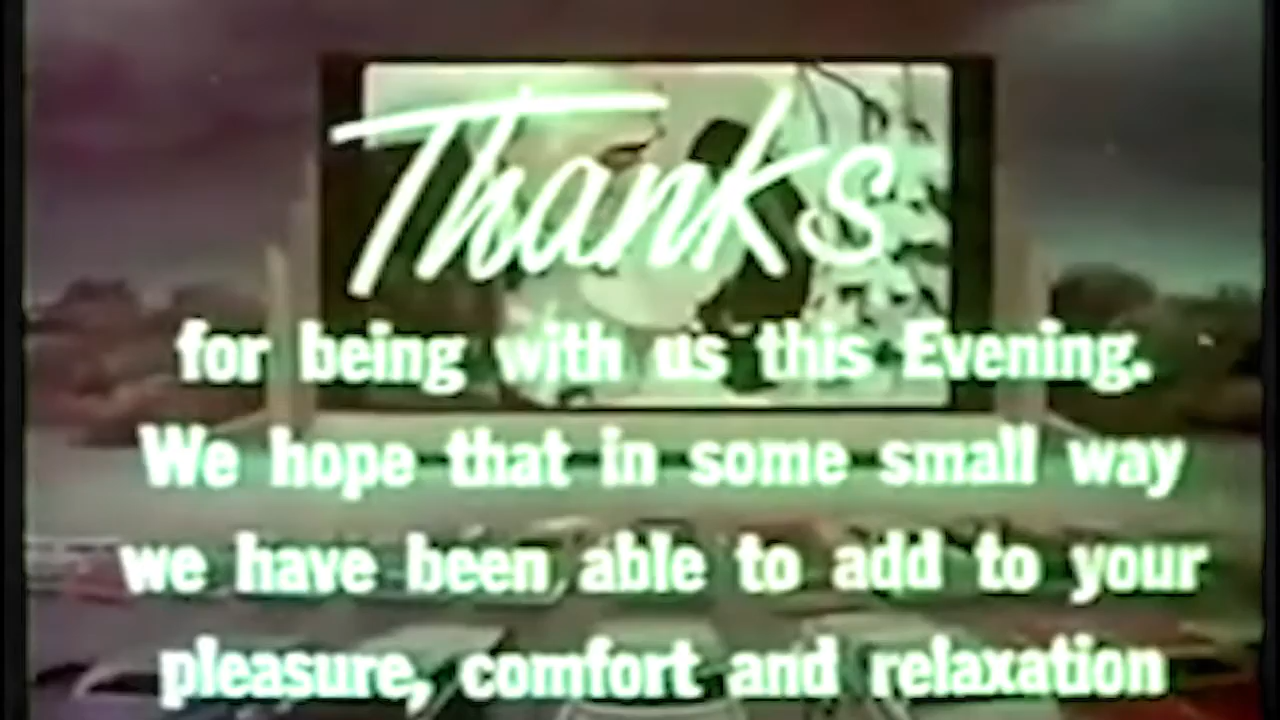 Thanks
for being with us this Evening.
We hope that in some small way
we have been able to add to your
pleasure, comfort and relaxation